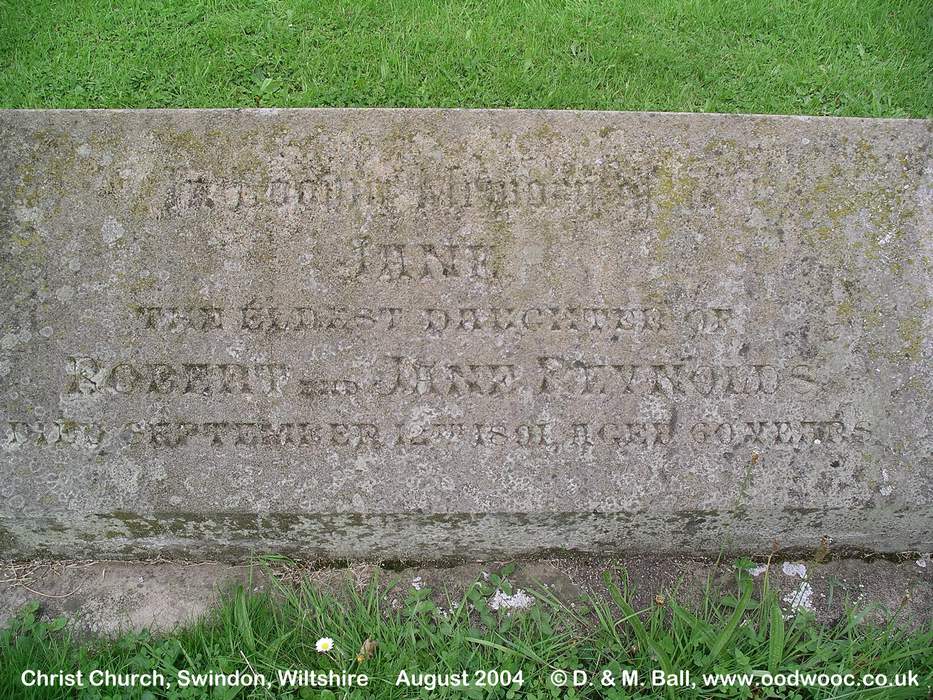 In Loving Memory of
JANE
THE ELDEST DAUGHTER OF
ROBERT AND JANE REYNOLDS
DIED SEPTEMBER 12TH 1891, AGED 60 YEARS
Christ Church, Swindon, Wiltshire August 2004 © D. & M. Ball, www.oodwooc.co.uk